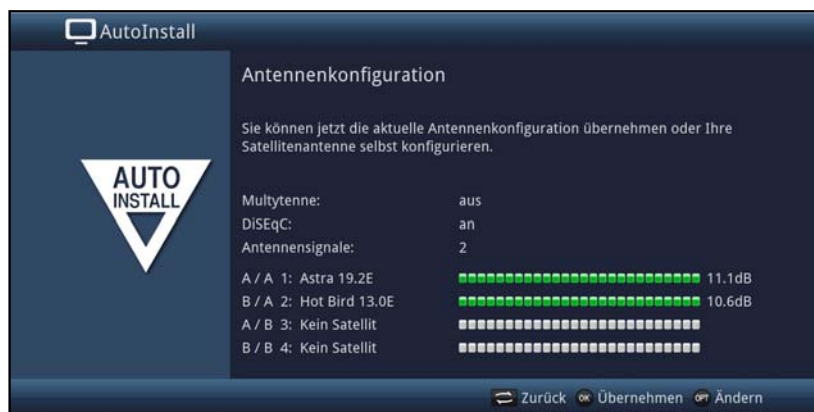 AutoInstall
AUTO
INSTALL
Antennenkonfiguration
Sie können jetzt die aktuelle Antennenkonfiguration übernehmen oder Ihre
Satellitenantenne selbst konfigurieren.
Multytenne: aus
DiSEqC: an
Antennensignale: 2
A / A 1: Astra 19.2E 11.1dB
B / A 2: Hot Bird 13.0E 10.6dB
A / B 3: Kein Satellit
B / B 4: Kein Satellit
Zurück OK Übernehmen OPT Ändern